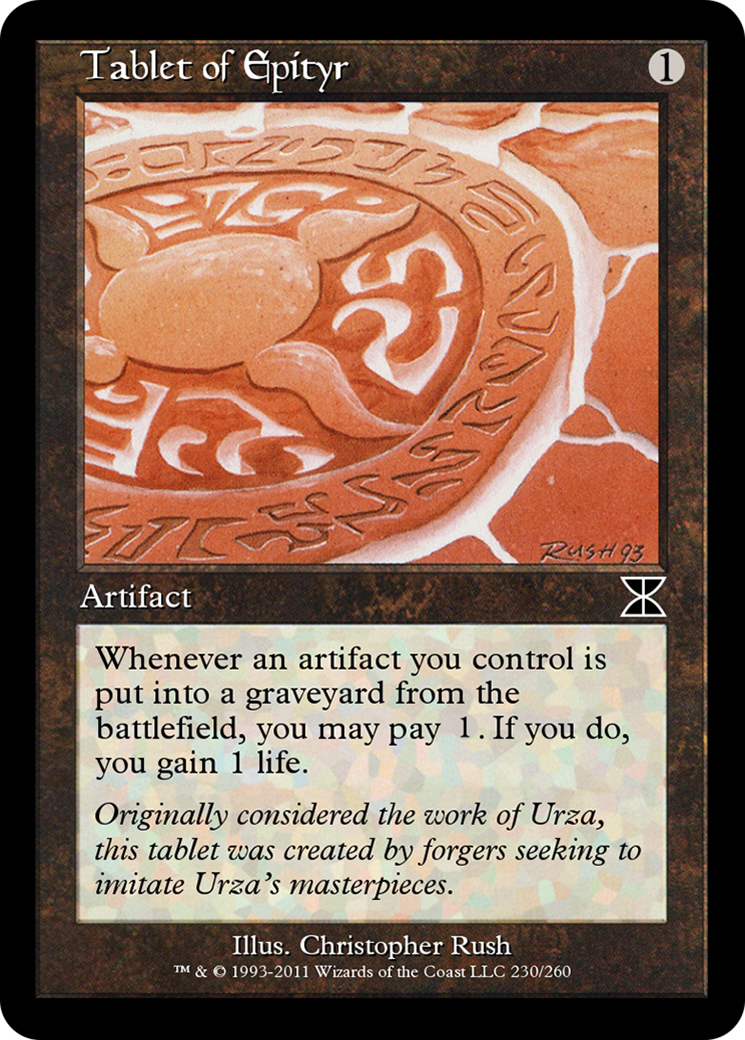 Tablet of Epityr
1
RUSH 93
Artifact
Whenever an artifact you control is
put into a graveyard from the
battlefield, you may pay 1. If you do,
you gain 1 life.
Originally considered the work of Urza,
this tablet was created by forgers seeking to
imitate Urza's masterpieces.
Illus. Christopher Rush
™ & © 1993-2011 Wizards of the Coast LLC 230/260